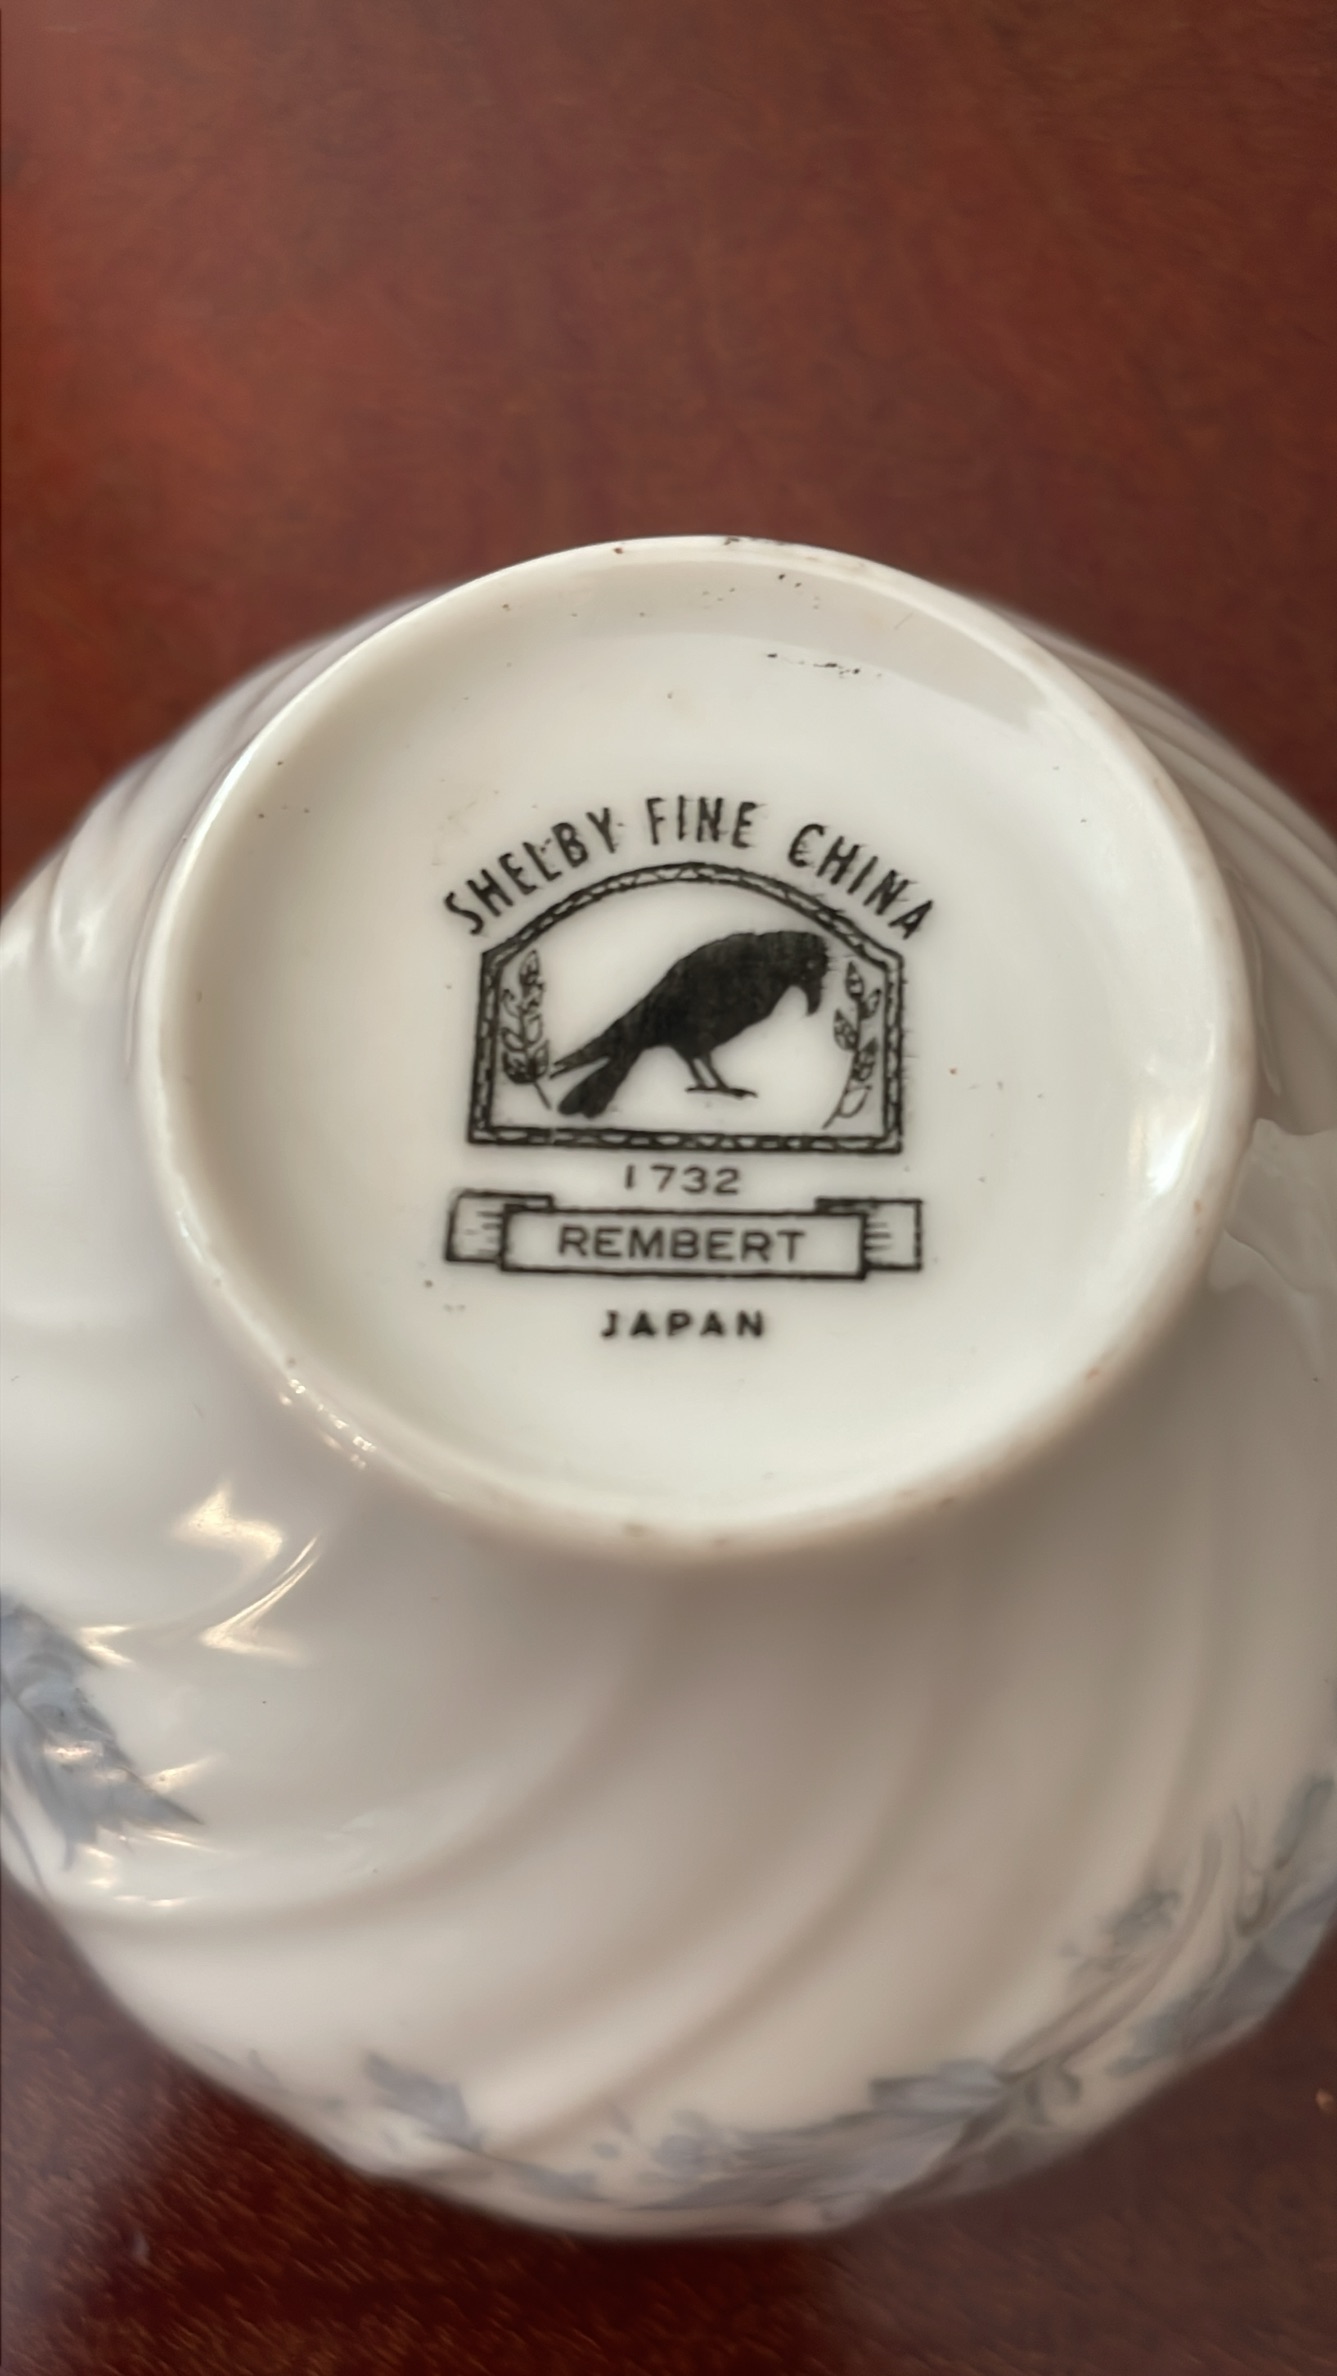 SHELBY FINE CHINA
1732
REMBERT
JAPAN